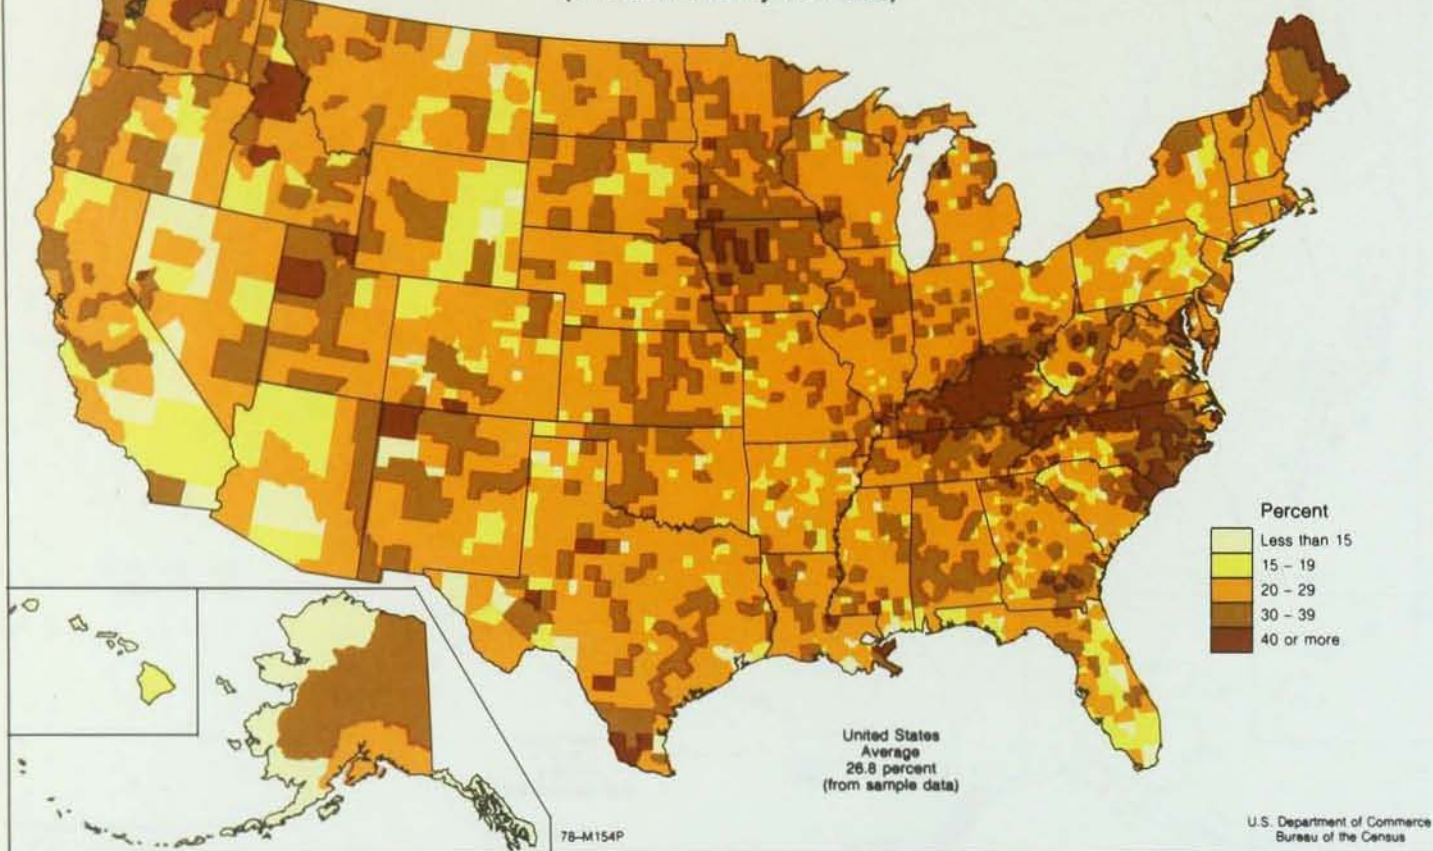 Percent
Less than 15
15 – 19
20 – 29
30 – 39
40 or more
United States
Average
26.8 percent
(from sample data)
78–M154P
U.S. Department of Commerce
Bureau of the Census